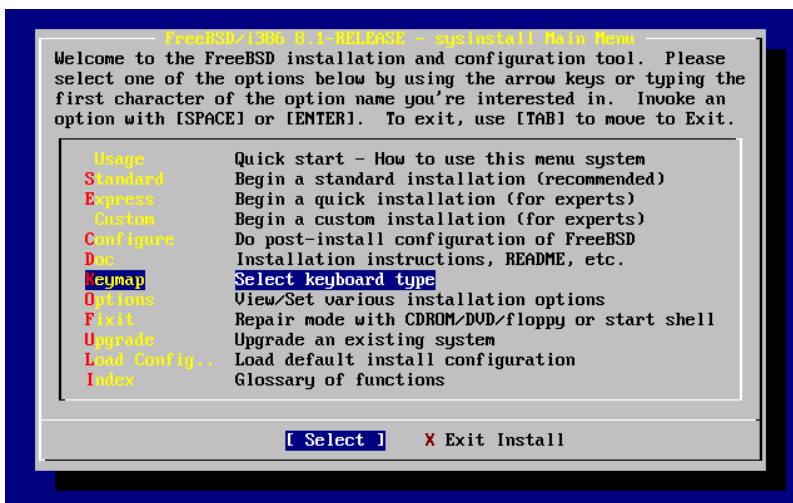 FreeBSD/i386 8.1-RELEASE - sysinstall Main Menu
Welcome to the FreeBSD installation and configuration tool.  Please
select one of the options below by using the arrow keys or typing the
first character of the option name you're interested in.  Invoke an
option with [SPACE] or [ENTER].  To exit, use [TAB] to move to Exit.
Usage Quick start - How to use this menu system
Standard Begin a standard installation (recommended)
Express Begin a quick installation (for experts)
Custom Begin a custom installation (for experts)
Configure Do post-install configuration of FreeBSD
Doc Installation instructions, README, etc.
Keymap Select keyboard type
Options View/Set various installation options
Fixit Repair mode with CDROM/DVD/floppy or start shell
Upgrade Upgrade an existing system
Load Config.. Load default install configuration
Index Glossary of functions
[ Select ] X Exit Install